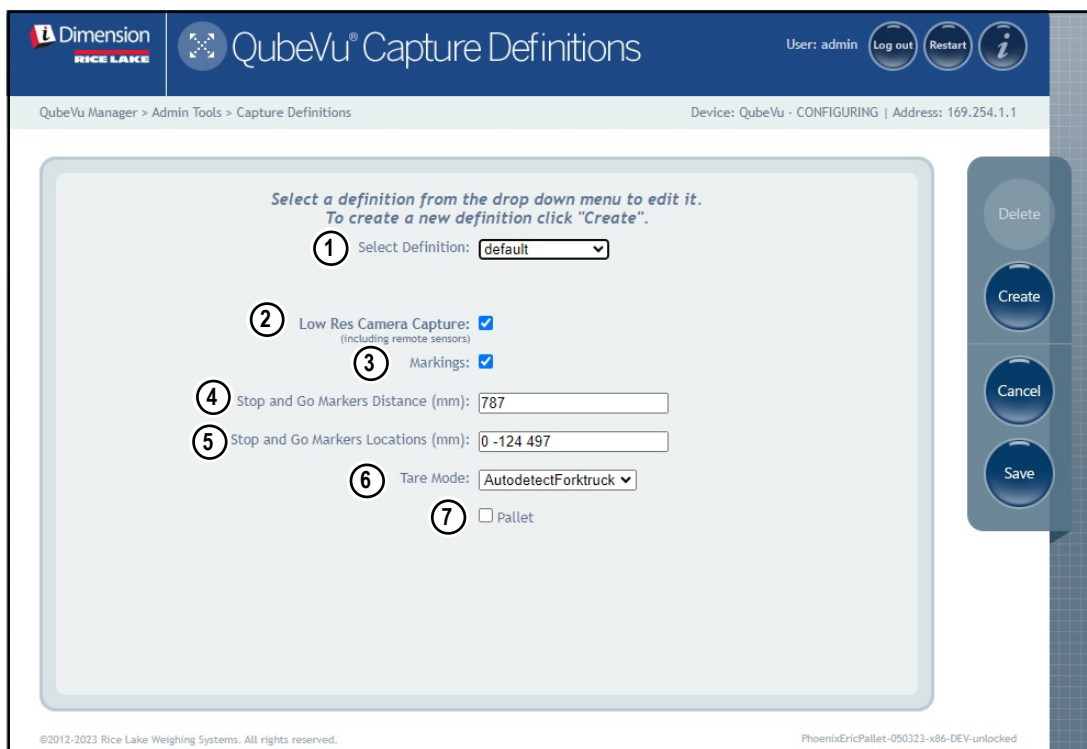 i Dimension
RICE LAKE
QubeVu® Capture Definitions
User: admin
Log out
Restart
i
QubeVu Manager > Admin Tools > Capture Definitions
Device: QubeVu - CONFIGURING | Address: 169.254.1.1
Select a definition from the drop down menu to edit it.
To create a new definition click "Create".
1 Select Definition: default
2 Low Res Camera Capture:
(including remote sensors)
3 Markings:
4 Stop and Go Markers Distance (mm): 787
5 Stop and Go Markers Locations (mm): 0 -124 497
6 Tare Mode: AutodetectForktruck
7 Pallet
Delete
Create
Cancel
Save
©2012-2023 Rice Lake Weighing Systems. All rights reserved.
PhoenixEricPallet-050323-x86-DEV-unlocked